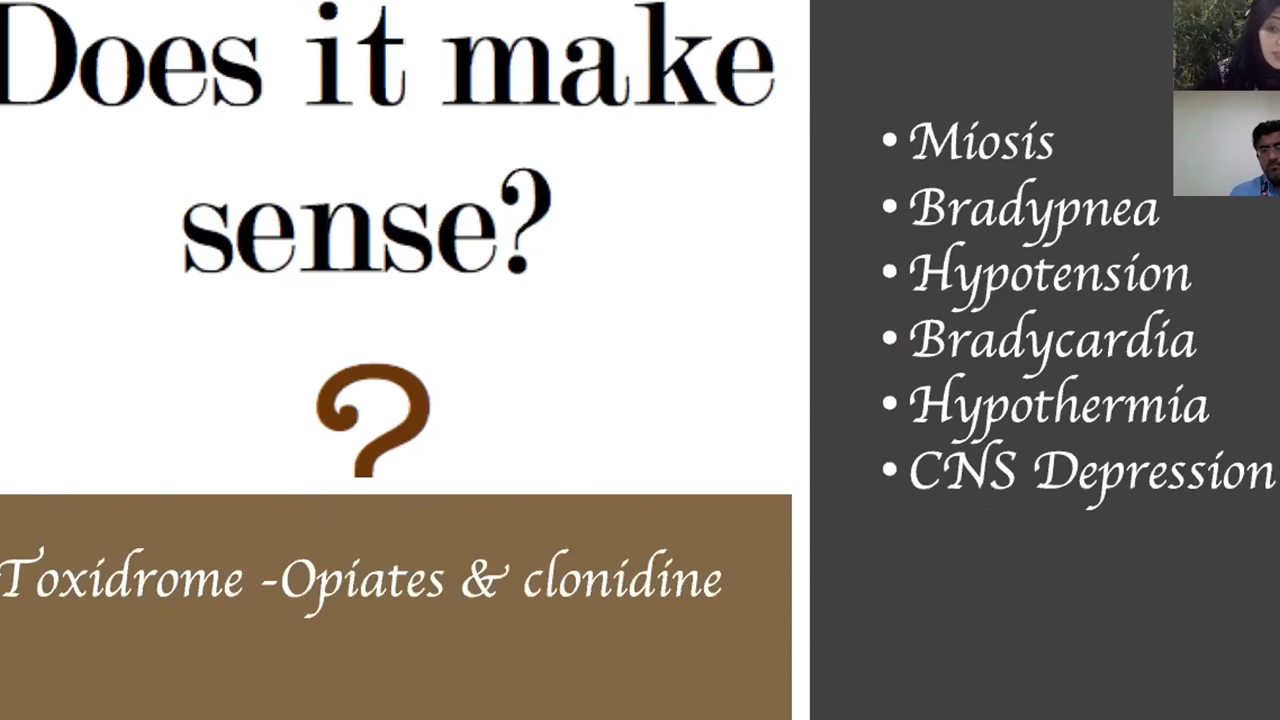 Does it make
sense?
?
Toxidrome -Opiates & clonidine
• Miosis
• Bradypnea
• Hypotension
• Bradycardia
• Hypothermia
• CNS Depression